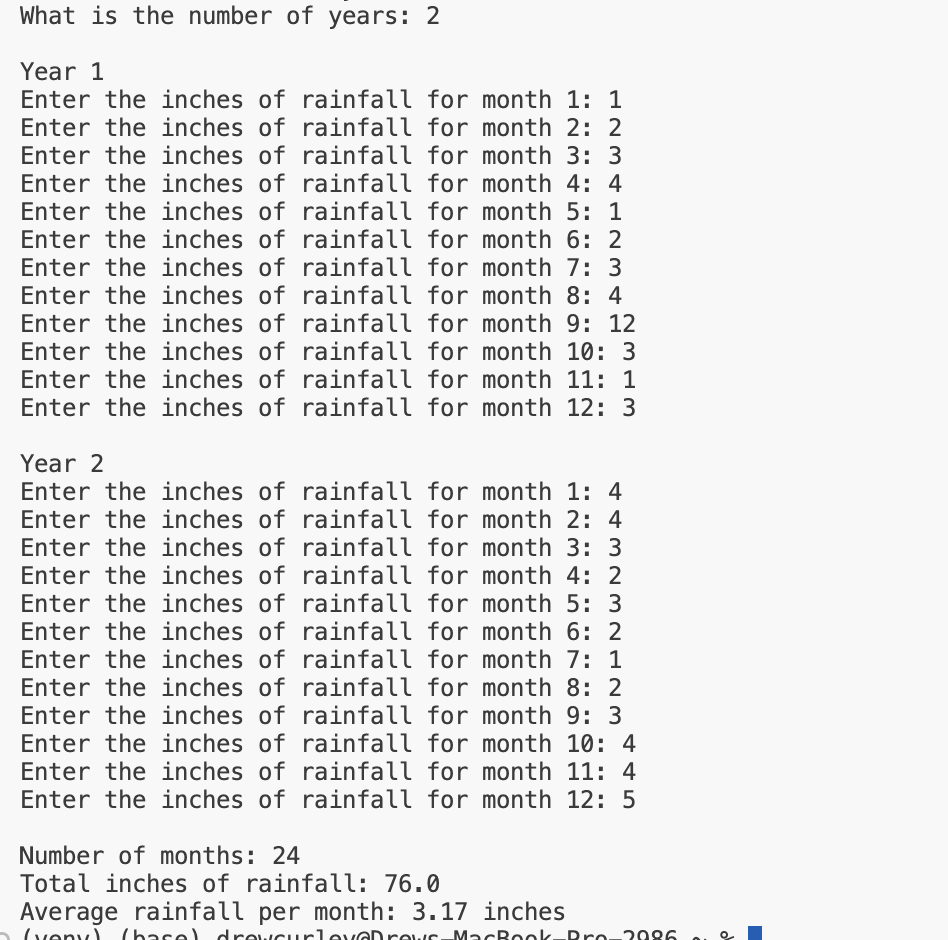 What is the number of years: 2
Year 1
Enter the inches of rainfall for month 1: 1
Enter the inches of rainfall for month 2: 2
Enter the inches of rainfall for month 3: 3
Enter the inches of rainfall for month 4: 4
Enter the inches of rainfall for month 5: 1
Enter the inches of rainfall for month 6: 2
Enter the inches of rainfall for month 7: 3
Enter the inches of rainfall for month 8: 4
Enter the inches of rainfall for month 9: 12
Enter the inches of rainfall for month 10: 3
Enter the inches of rainfall for month 11: 1
Enter the inches of rainfall for month 12: 3
Year 2
Enter the inches of rainfall for month 1: 4
Enter the inches of rainfall for month 2: 4
Enter the inches of rainfall for month 3: 3
Enter the inches of rainfall for month 4: 2
Enter the inches of rainfall for month 5: 3
Enter the inches of rainfall for month 6: 2
Enter the inches of rainfall for month 7: 1
Enter the inches of rainfall for month 8: 2
Enter the inches of rainfall for month 9: 3
Enter the inches of rainfall for month 10: 4
Enter the inches of rainfall for month 11: 4
Enter the inches of rainfall for month 12: 5
Number of months: 24
Total inches of rainfall: 76.0
Average rainfall per month: 3.17 inches
(venv) (base) drewcurley@Drews-MacBook-Pro-2986 ~ %